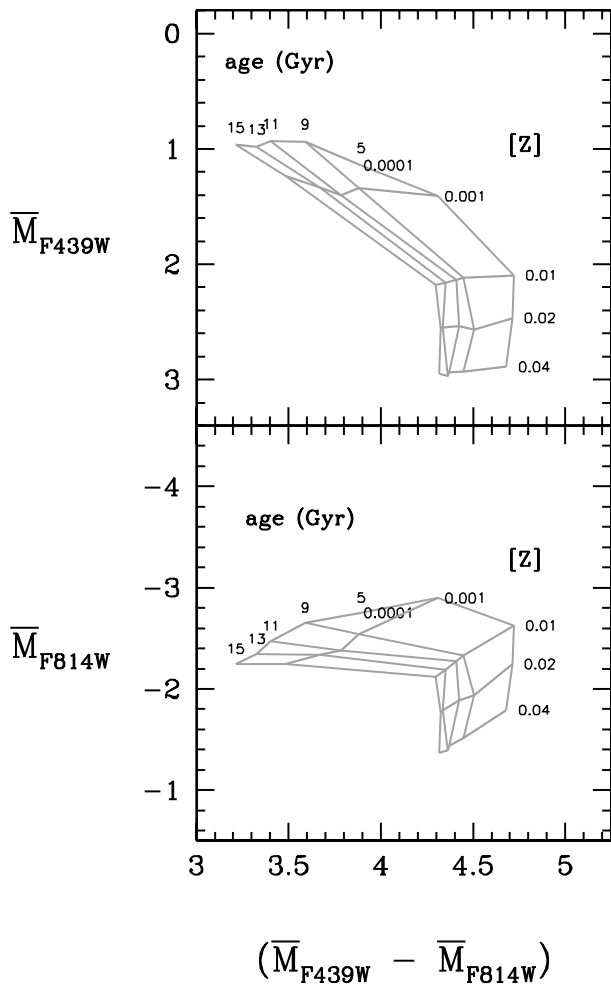 0
age (Gyr)
15 13 11 9 5
0.0001
[Z]
1
0.001
M̅F439W
2
0.01
0.02
0.04
3
−4
age (Gyr)
[Z]
−3
15 13 11 9 5
0.0001
0.001
0.01
M̅F814W
−2
0.02
0.04
−1
3 3.5 4 4.5 5
(M̅F439W − M̅F814W)